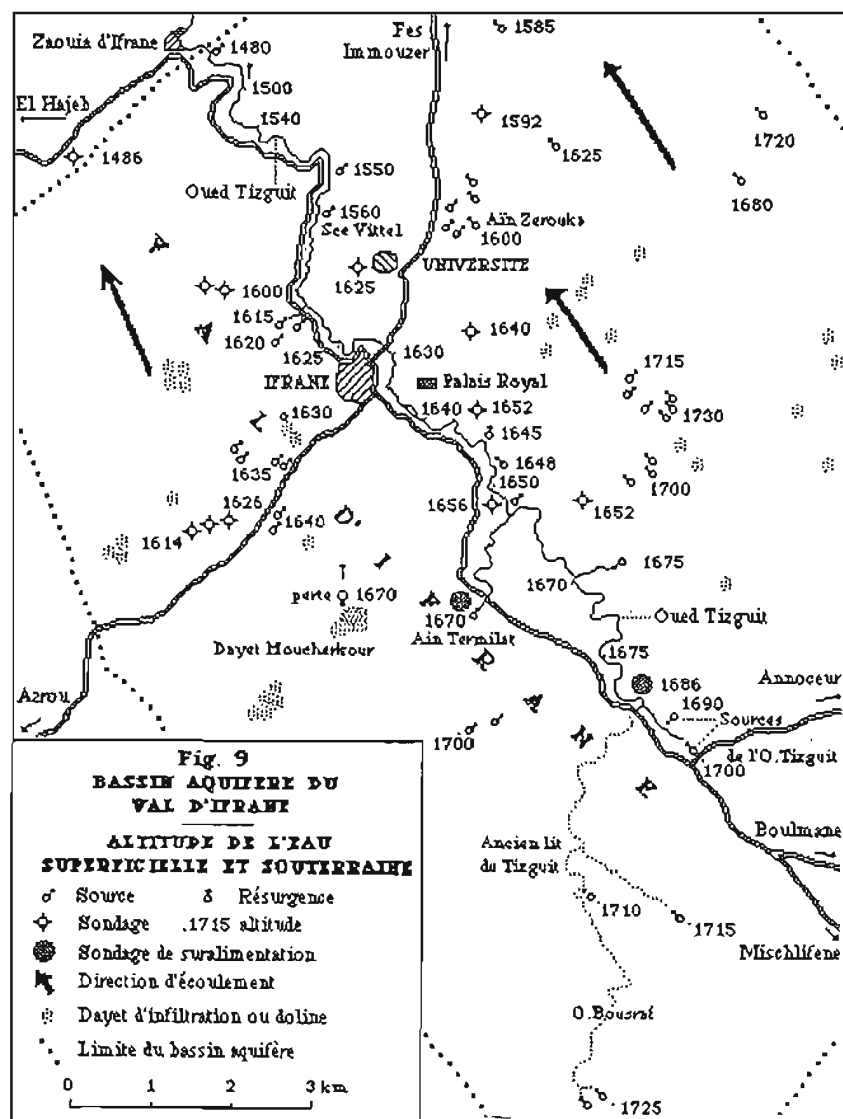 Zaouia d'Ifrane
1480
Fes
Immouzer
1585
El Hajeb
1500
1540
1486
1592
1625
1720
Oued Tizguit
1550
1680
1560
See Vittel
Aïn Zerouka
1600
UNIVERSITE
1625
1600
1615
1620
1625
1640
1630
IFRANE
Palais Royal
1715
1630
1640
1652
1730
1645
1635
1648
1700
1626
1650
1656
1652
1614
1640
1675
1670
perte
1670
1670
Aïn Termilat
Oued Tizguit
Dayet Moucharkour
1675
Azrou
1686
Annoceur
1690
Sources
de l'O. Tizguit
1700
1700
Boulmane
Ancien lit
du Tizguit
1710
1715
Mischlifene
1725
Fig. 9
BASSIN AQUIFERE DU
VAL D'IFRANE
ALTITUDE DE L'EAU
SUPERFICIELLE ET SOUTERRAINE
Source
Résurgence
Sondage
.1715 altitude
Sondage de suralimentation
Direction d'écoulement
Dayet d'infiltration ou doline
Limite du bassin aquifère
0 1 2 3 km